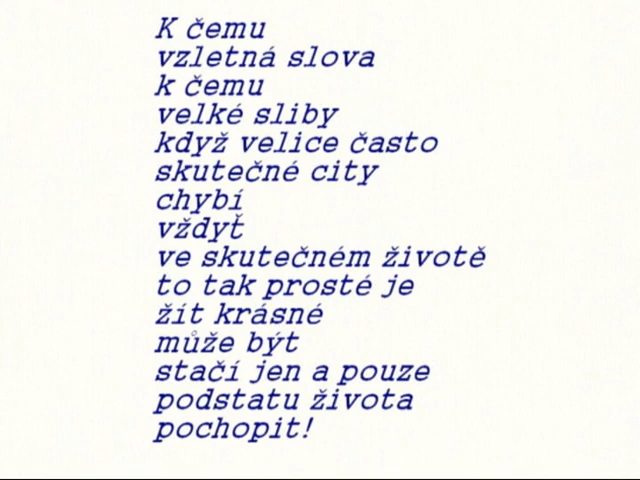 K čemu
vzletná slova
k čemu
velké sliby
když velice často
skutečné city
chybí
vždyť
ve skutečném životě
to tak prosté je
žít krásné
může být
stačí jen a pouze
podstatu života
pochopit!